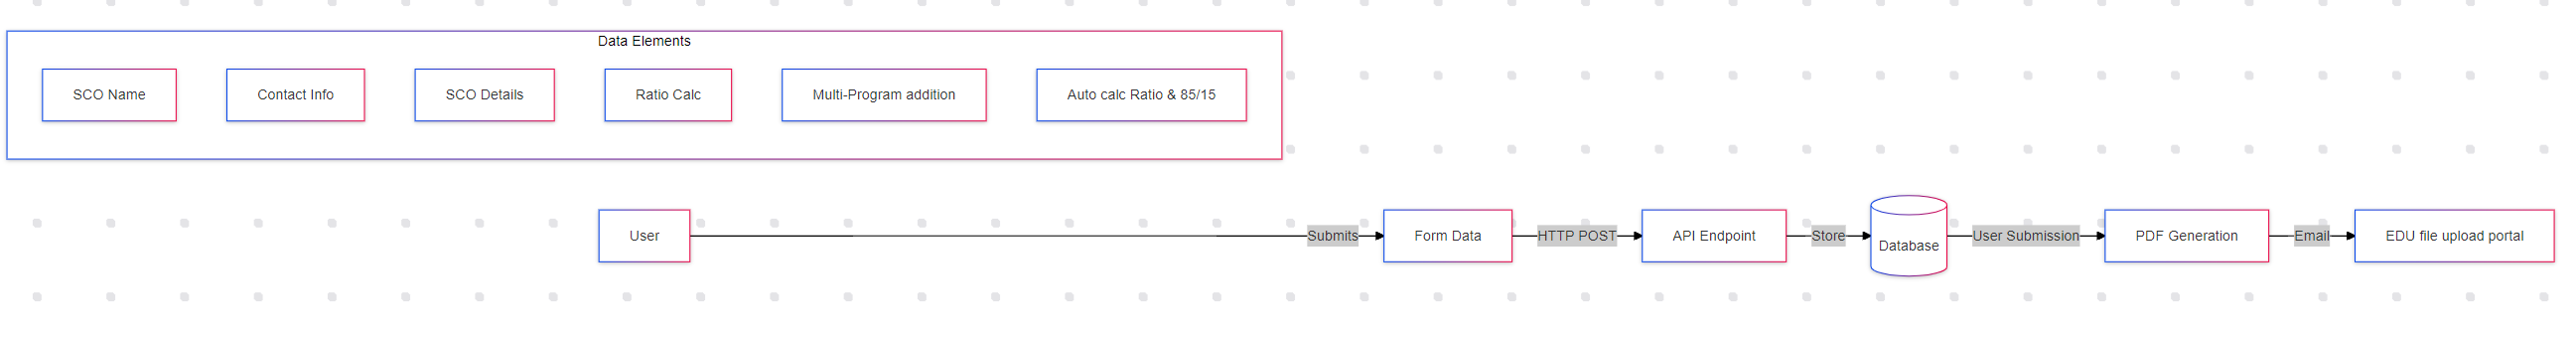 Data Elements
SCO Name
Contact Info
SCO Details
Ratio Calc
Multi-Program addition
Auto calc Ratio & 85/15
User
Submits
Form Data
HTTP POST
API Endpoint
Store
Database
User Submission
PDF Generation
Email
EDU file upload portal